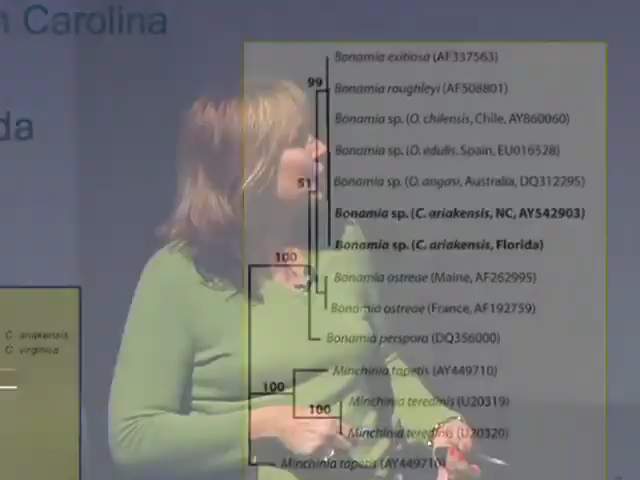 n Carolina
da
C. ariakensis
C. virginica
Bonamia exitiosa (AF337563)
99
Bonamia roughleyi (AF508801)
Bonamia sp. (O. chilensis, Chile, AY860060)
Bonamia sp. (O. edulis, Spain, EU016528)
51
Bonamia sp. (O. angasi, Australia, DQ312295)
Bonamia sp. (C. ariakensis, NC, AY542903)
Bonamia sp. (C. ariakensis, Florida)
100
Bonamia ostreae (Maine, AF262995)
Bonamia ostreae (France, AF192759)
Bonamia perspora (DQ356000)
Minchinia tapetis (AY449710)
100
Minchinia teredinis (U20319)
100
Minchinia teredinis (U20320)
Minchinia tapetis (AY449710)